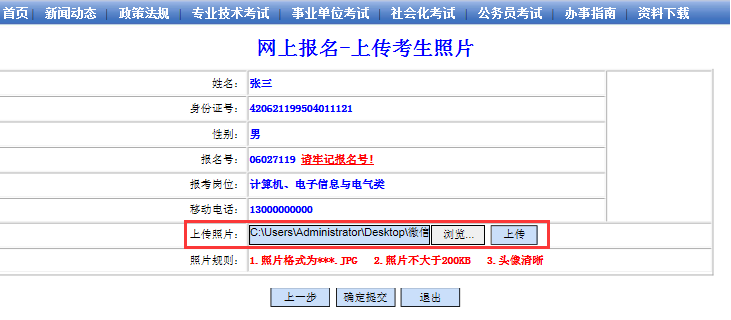 首页| 新闻动态 | 政策法规 | 专业技术考试 | 事业单位考试 | 社会化考试 | 公务员考试 | 办事指南 | 资料下载
网上报名-上传考生照片
姓名： 张三
身份证号： 420621199504011121
性别： 男
报名号： 06027119 请牢记报名号!
报考岗位： 计算机、电子信息与电气类
移动电话： 13000000000
上传照片： C:\Users\Administrator\Desktop\微信 浏览... 上传
照片规则： 1.照片格式为***.JPG 2.照片不大于200KB 3.头像清晰
上一步 确定提交 退出